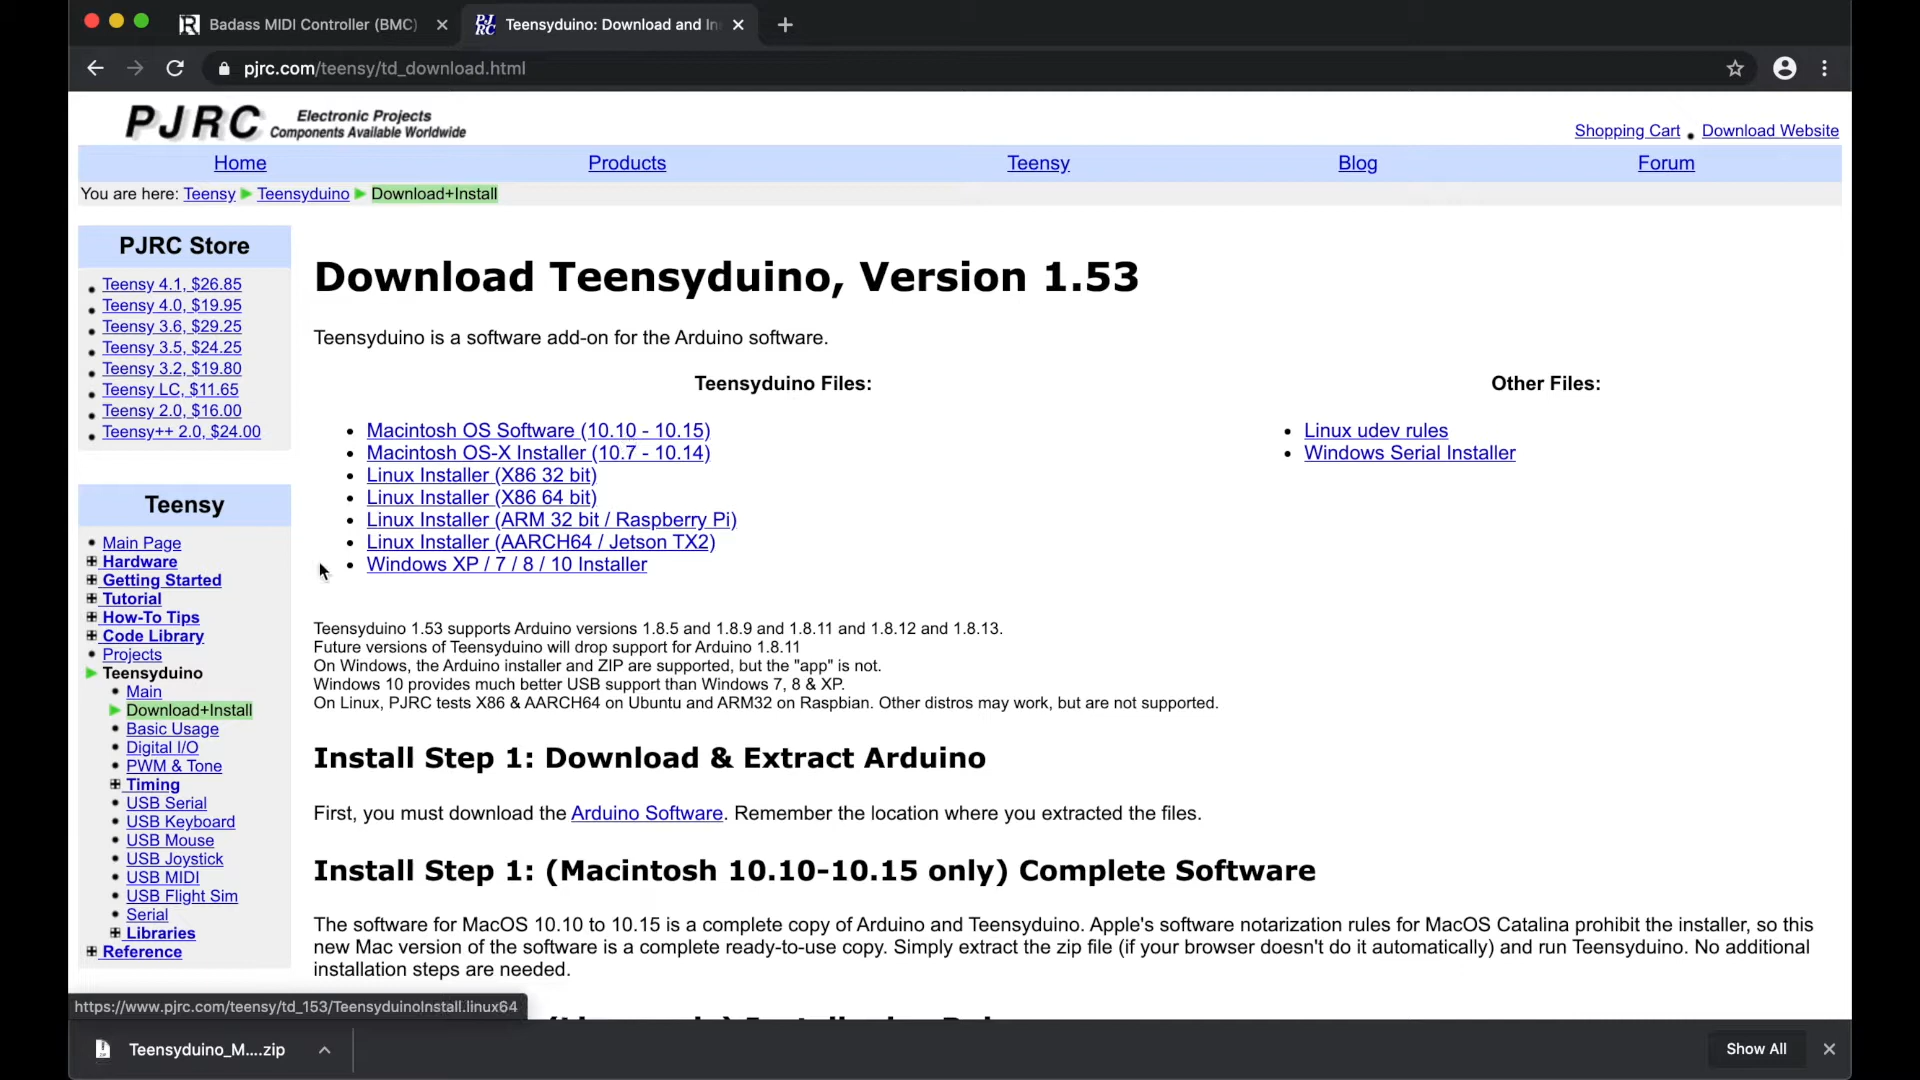 Badass MIDI Controller (BMC)
Teensyduino: Download and In
pjrc.com/teensy/td_download.html
PJRC Electronic Projects
Components Available Worldwide
Shopping Cart • Download Website
Home Products Teensy Blog Forum
You are here: Teensy Teensyduino Download+Install
PJRC Store
Teensy 4.1, $26.85
Teensy 4.0, $19.95
Teensy 3.6, $29.25
Teensy 3.5, $24.25
Teensy 3.2, $19.80
Teensy LC, $11.65
Teensy 2.0, $16.00
Teensy++ 2.0, $24.00
Teensy
Main Page
Hardware
Getting Started
Tutorial
How-To Tips
Code Library
Projects
Teensyduino
Main
Download+Install
Basic Usage
Digital I/O
PWM & Tone
Timing
USB Serial
USB Keyboard
USB Mouse
USB Joystick
USB MIDI
USB Flight Sim
Serial
Libraries
Reference
Download Teensyduino, Version 1.53
Teensyduino is a software add-on for the Arduino software.
Teensyduino Files:
Macintosh OS Software (10.10 - 10.15)
Macintosh OS-X Installer (10.7 - 10.14)
Linux Installer (X86 32 bit)
Linux Installer (X86 64 bit)
Linux Installer (ARM 32 bit / Raspberry Pi)
Linux Installer (AARCH64 / Jetson TX2)
Windows XP / 7 / 8 / 10 Installer
Other Files:
Linux udev rules
Windows Serial Installer
Teensyduino 1.53 supports Arduino versions 1.8.5 and 1.8.9 and 1.8.11 and 1.8.12 and 1.8.13.
Future versions of Teensyduino will drop support for Arduino 1.8.11
On Windows, the Arduino installer and ZIP are supported, but the "app" is not.
Windows 10 provides much better USB support than Windows 7, 8 & XP.
On Linux, PJRC tests X86 & AARCH64 on Ubuntu and ARM32 on Raspbian. Other distros may work, but are not supported.
Install Step 1: Download & Extract Arduino
First, you must download the Arduino Software. Remember the location where you extracted the files.
Install Step 1: (Macintosh 10.10-10.15 only) Complete Software
The software for MacOS 10.10 to 10.15 is a complete copy of Arduino and Teensyduino. Apple's software notarization rules for MacOS Catalina prohibit the installer, so this
new Mac version of the software is a complete ready-to-use copy. Simply extract the zip file (if your browser doesn't do it automatically) and run Teensyduino. No additional
installation steps are needed.
https://www.pjrc.com/teensy/td_153/TeensyduinoInstall.linux64
Teensyduino_M....zip
Show All